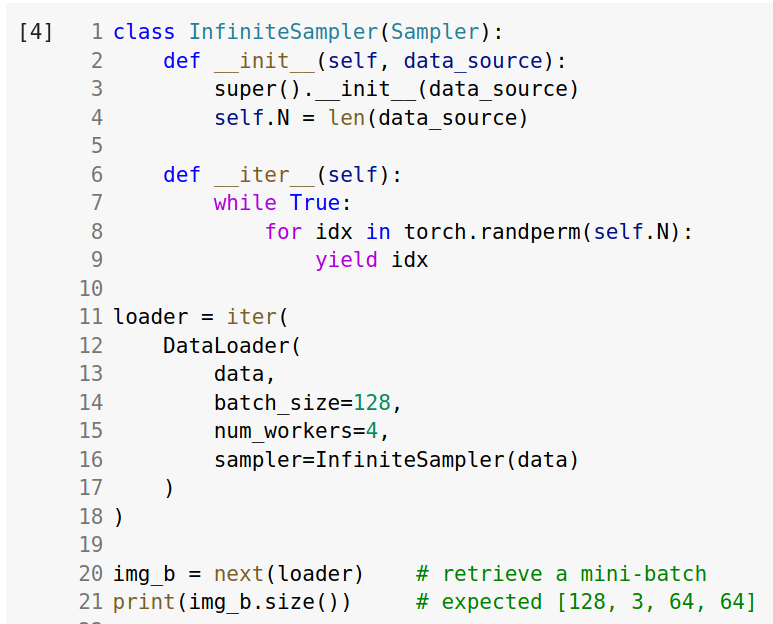 [4] 1 class InfiniteSampler(Sampler):
2     def __init__(self, data_source):
3         super().__init__(data_source)
4         self.N = len(data_source)
5
6     def __iter__(self):
7         while True:
8             for idx in torch.randperm(self.N):
9                 yield idx
10
11 loader = iter(
12     DataLoader(
13         data,
14         batch_size=128,
15         num_workers=4,
16         sampler=InfiniteSampler(data)
17     )
18 )
19
20 img_b = next(loader)    # retrieve a mini-batch
21 print(img_b.size())     # expected [128, 3, 64, 64]